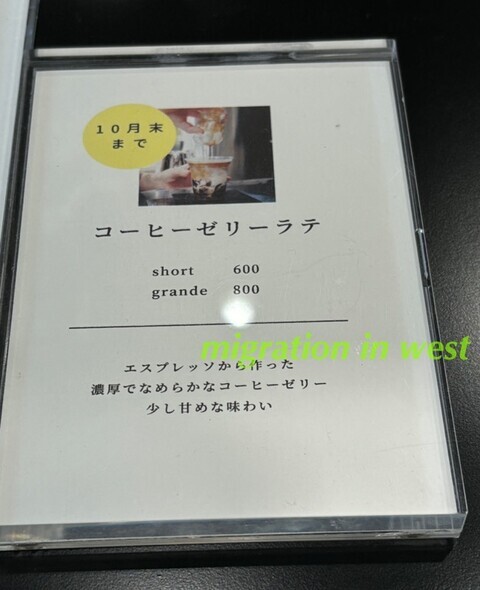 10月末
まで
コーヒーゼリーラテ
short 600
grande 800
migration in west
エスプレッソから作った
濃厚でなめらかなコーヒーゼリー
少し甘めな味わい